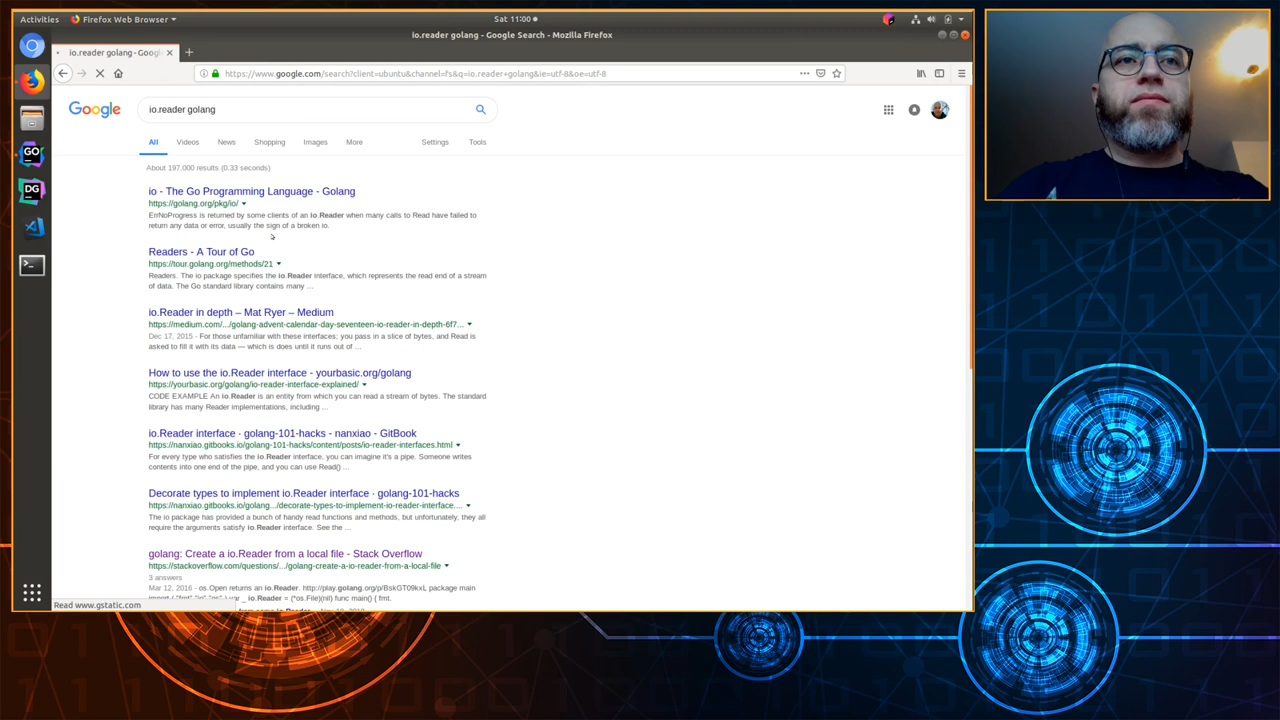 Activities Firefox Web Browser Sat 11:00
io.reader golang - Google Search - Mozilla Firefox
io.reader golang - Goog
https://www.google.com/search?client=ubuntu&channel=fs&q=io.reader+golang&ie=utf-8&oe=utf-8
Google io.reader golang
All Videos News Shopping Images More Settings Tools
About 197,000 results (0.33 seconds)
io - The Go Programming Language - Golang
https://golang.org/pkg/io/
ErrNoProgress is returned by some clients of an io.Reader when many calls to Read have failed to
return any data or error, usually the sign of a broken io.
Readers - A Tour of Go
https://tour.golang.org/methods/21
Readers. The io package specifies the io.Reader interface, which represents the read end of a stream
of data. The Go standard library contains many ...
io.Reader in depth – Mat Ryer – Medium
https://medium.com/.../golang-advent-calendar-day-seventeen-io-reader-in-depth-6f7...
Dec 17, 2015 - For those unfamiliar with these interfaces; you pass in a slice of bytes, and Read is
asked to fill it with its data — which is does until it runs out of ...
How to use the io.Reader interface - yourbasic.org/golang
https://yourbasic.org/golang/io-reader-interface-explained/
CODE EXAMPLE An io.Reader is an entity from which you can read a stream of bytes. The standard
library has many Reader implementations, including ...
io.Reader interface · golang-101-hacks - nanxiao - GitBook
https://nanxiao.gitbooks.io/golang-101-hacks/content/posts/io-reader-interfaces.html
For every type who satisfies the io.Reader interface, you can imagine it's a pipe. Someone writes
contents into one end of the pipe, and you can use Read() ...
Decorate types to implement io.Reader interface · golang-101-hacks
https://nanxiao.gitbooks.io/golang.../decorate-types-to-implement-io-reader-interface....
The io package has provided a bunch of handy read functions and methods, but unfortunately, they all
require the arguments satisfy io.Reader interface. See the ...
golang: Create a io.Reader from a local file - Stack Overflow
https://stackoverflow.com/questions/.../golang-create-a-io-reader-from-a-local-file
3 answers
Mar 12, 2016 - os.Open returns an io.Reader. http://play.golang.org/p/BskGT09kxL package main
import { "fmt" "io" "os" } var _ io.Reader = (*os.File)(nil) func main() { fmt.
Read www.gstatic.com
GO
DG